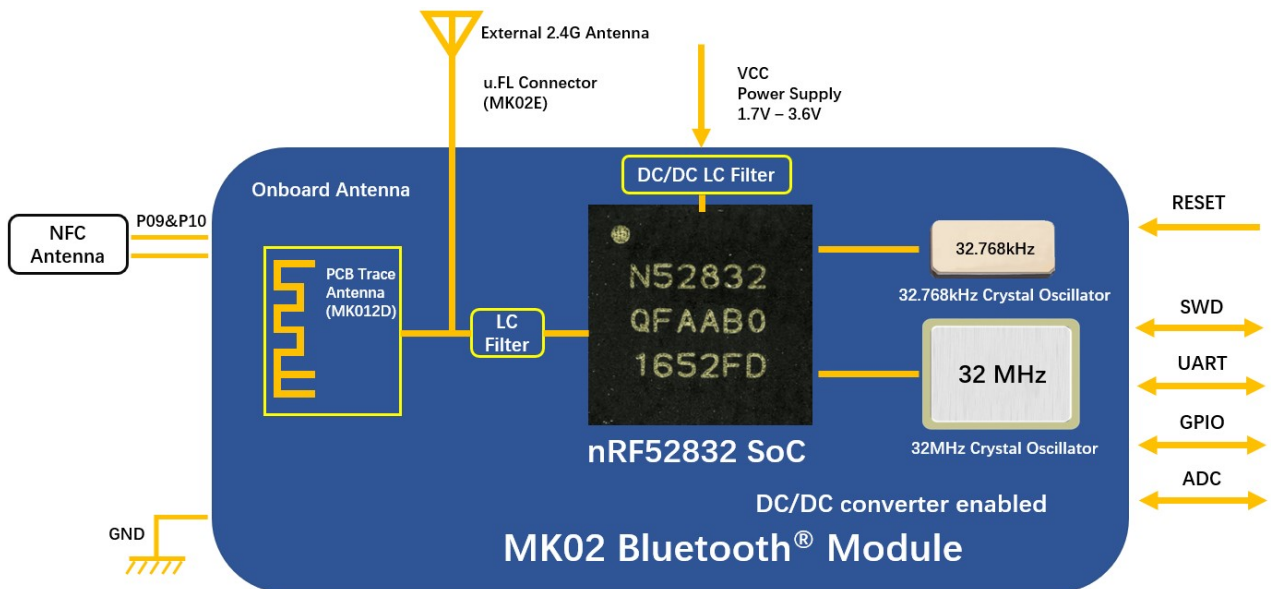 External 2.4G Antenna
u.FL Connector
(MK02E)
VCC
Power Supply
1.7V – 3.6V
Onboard Antenna
DC/DC LC Filter
P09&P10
NFC
Antenna
PCB Trace
Antenna
(MK012D)
LC
Filter
N52832
QFAAB0
1652FD
nRF52832 SoC
32.768kHz
32.768kHz Crystal Oscillator
32 MHz
32MHz Crystal Oscillator
RESET
SWD
UART
GPIO
ADC
GND
DC/DC converter enabled
MK02 Bluetooth® Module